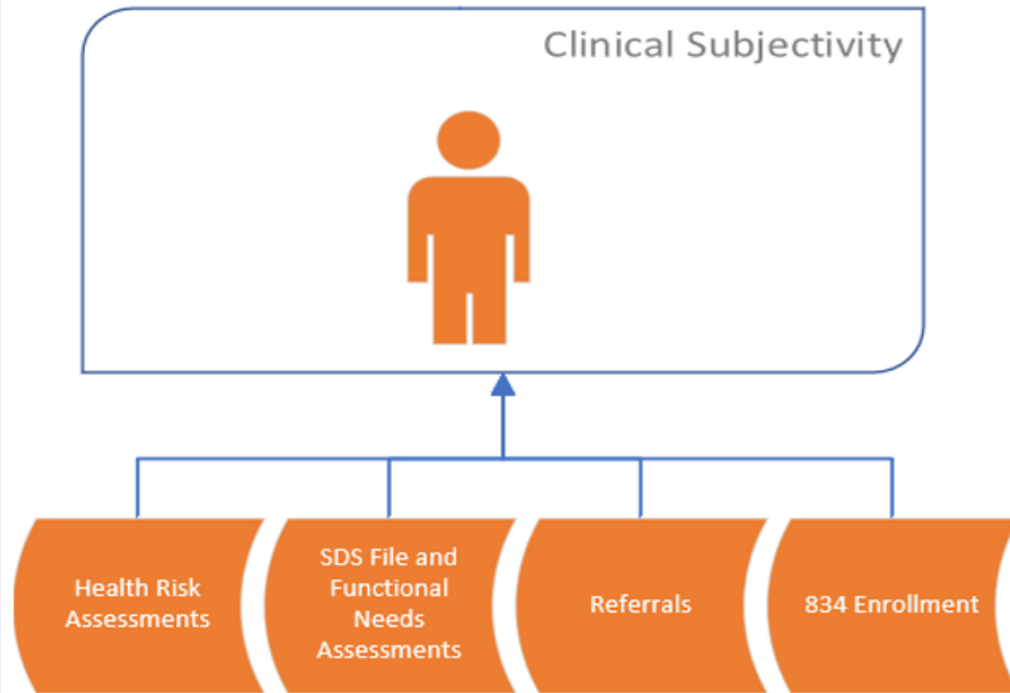 Clinical Subjectivity
Health Risk
Assessments
SDS File and
Functional
Needs
Assessments
Referrals
834 Enrollment